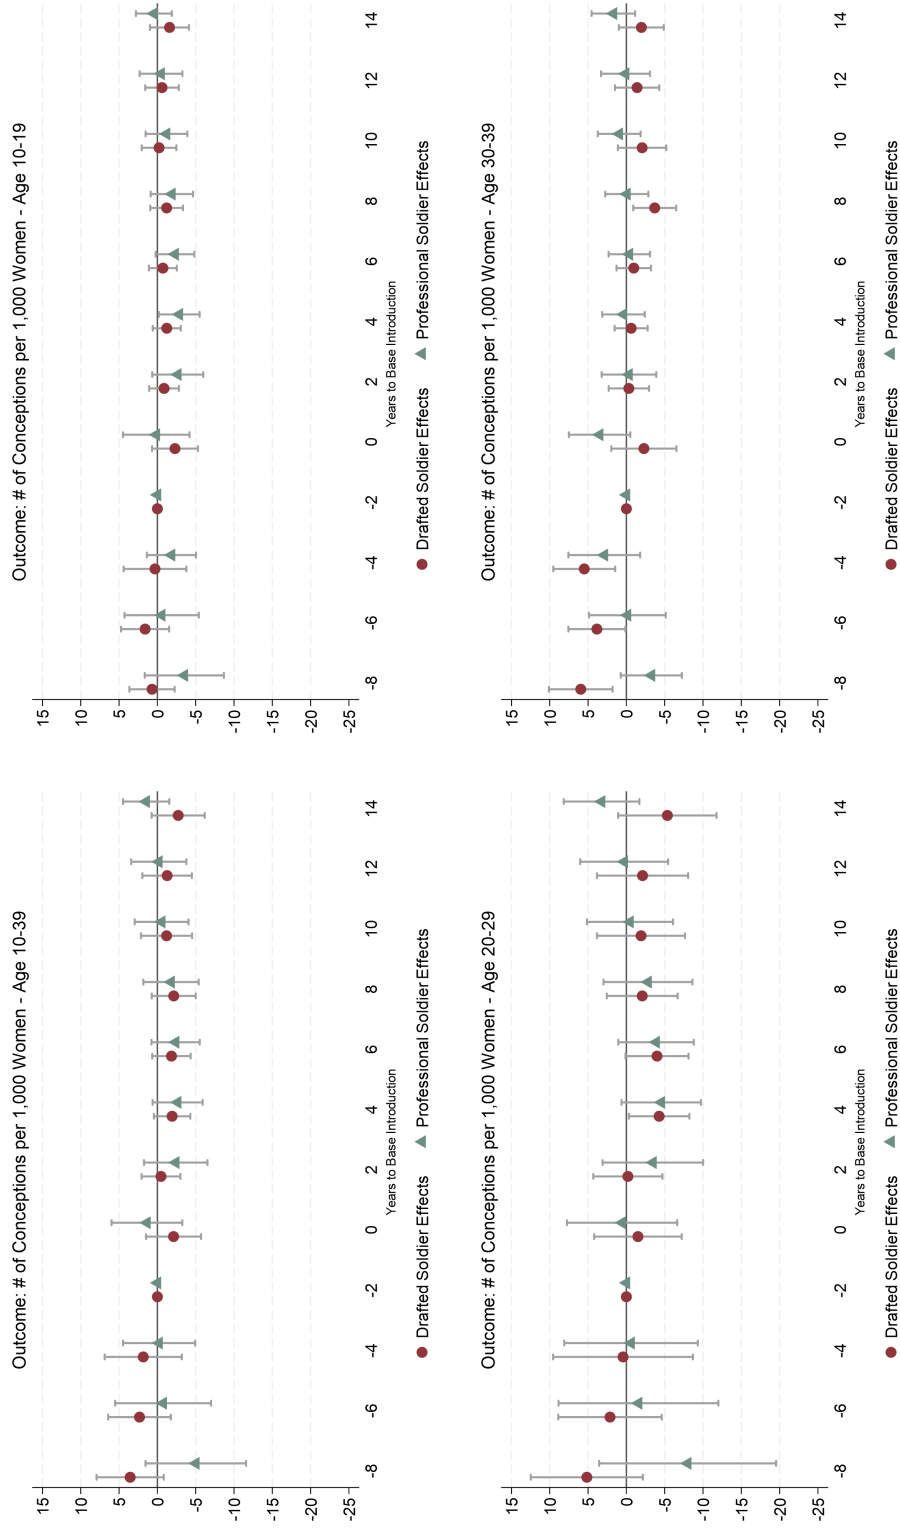 Outcome: # of Conceptions per 1,000 Women - Age 10-39
15
10
5
0
-5
-10
-15
-20
-25
-8 -6 -4 -2 0 2 4 6 8 10 12 14
Years to Base Introduction
Drafted Soldier Effects Professional Soldier Effects
Outcome: # of Conceptions per 1,000 Women - Age 10-19
15
10
5
0
-5
-10
-15
-20
-25
-8 -6 -4 -2 0 2 4 6 8 10 12 14
Years to Base Introduction
Drafted Soldier Effects Professional Soldier Effects
Outcome: # of Conceptions per 1,000 Women - Age 20-29
15
10
5
0
-5
-10
-15
-20
-25
-8 -6 -4 -2 0 2 4 6 8 10 12 14
Years to Base Introduction
Drafted Soldier Effects Professional Soldier Effects
Outcome: # of Conceptions per 1,000 Women - Age 30-39
15
10
5
0
-5
-10
-15
-20
-25
-8 -6 -4 -2 0 2 4 6 8 10 12 14
Years to Base Introduction
Drafted Soldier Effects Professional Soldier Effects